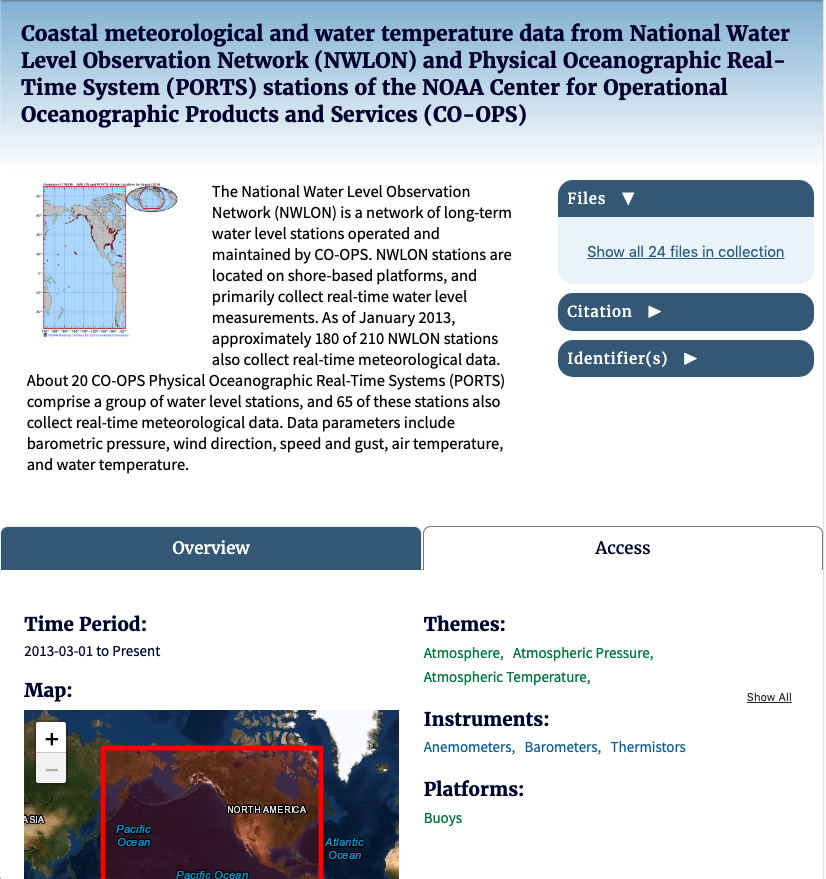 Coastal meteorological and water temperature data from National Water
Level Observation Network (NWLON) and Physical Oceanographic Real-
Time System (PORTS) stations of the NOAA Center for Operational
Oceanographic Products and Services (CO-OPS)
The National Water Level Observation
Network (NWLON) is a network of long-term
water level stations operated and
maintained by CO-OPS. NWLON stations are
located on shore-based platforms, and
primarily collect real-time water level
measurements. As of January 2013,
approximately 180 of 210 NWLON stations
also collect real-time meteorological data.
About 20 CO-OPS Physical Oceanographic Real-Time Systems (PORTS)
comprise a group of water level stations, and 65 of these stations also
collect real-time meteorological data. Data parameters include
barometric pressure, wind direction, speed and gust, air temperature,
and water temperature.
Files ▼
Show all 24 files in collection
Citation ▶
Identifier(s) ▶
Overview
Access
Time Period:
2013-03-01 to Present
Map:
+
−
NORTH AMERICA
ASIA
Pacific
Ocean
Atlantic
Ocean
Pacific Ocean
Themes:
Atmosphere, Atmospheric Pressure,
Atmospheric Temperature,
Show All
Instruments:
Anemometers, Barometers, Thermistors
Platforms:
Buoys